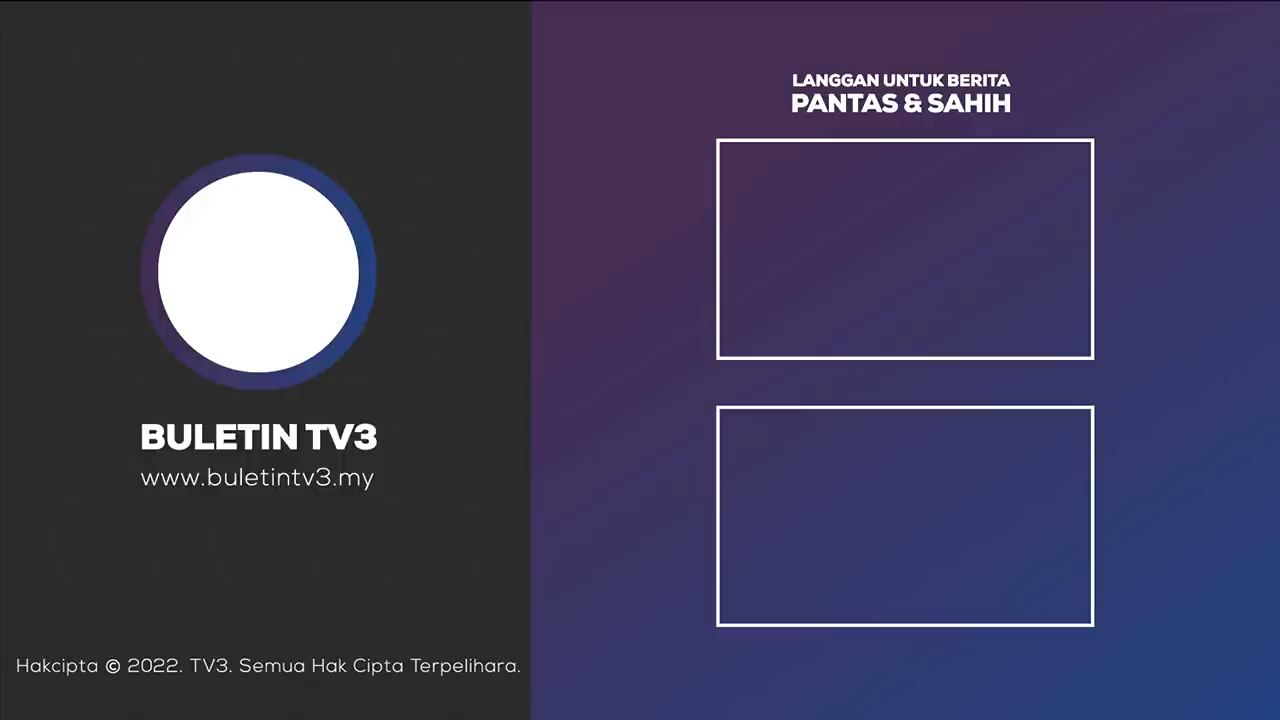 LANGGAN UNTUK BERITA
PANTAS & SAHIH
BULETIN TV3
www.buletintv3.my
Hakcipta © 2022. TV3. Semua Hak Cipta Terpelihara.